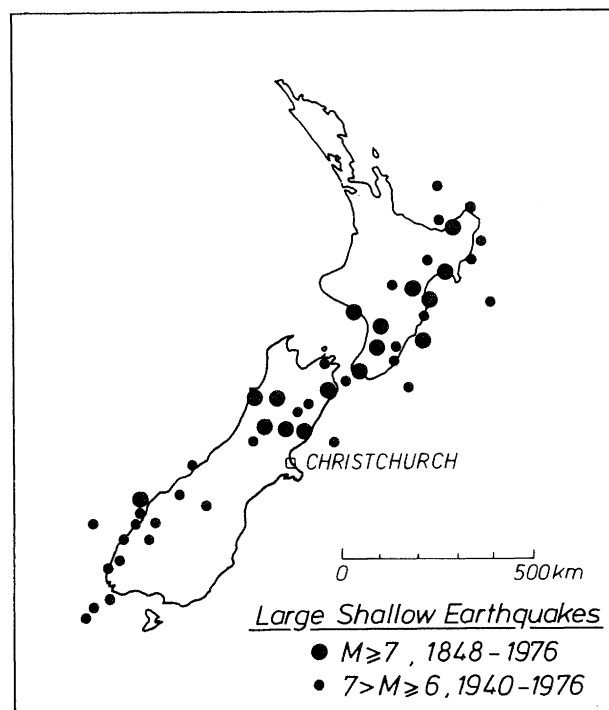 CHRISTCHURCH
0 500km
Large Shallow Earthquakes
M≥7, 1848-1976
7>M≥6, 1940-1976